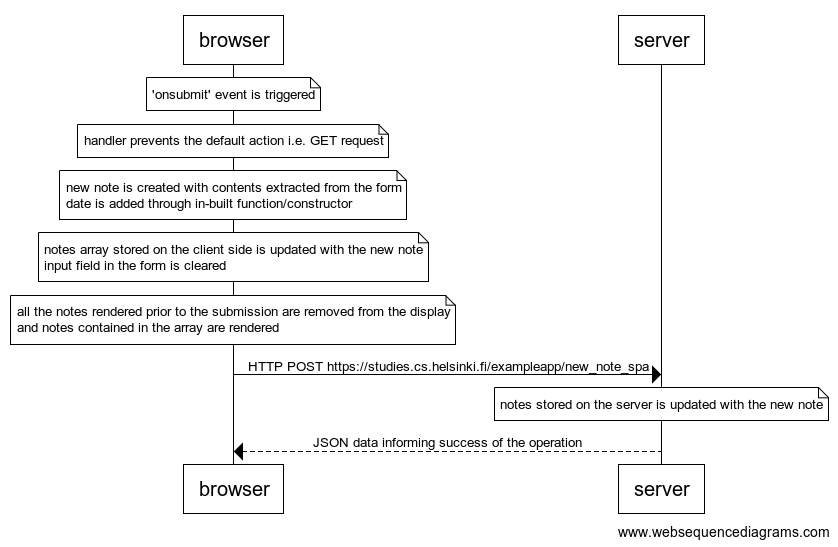 browser
server
'onsubmit' event is triggered
handler prevents the default action i.e. GET request
new note is created with contents extracted from the form
date is added through in-built function/constructor
notes array stored on the client side is updated with the new note
input field in the form is cleared
all the notes rendered prior to the submission are removed from the display
and notes contained in the array are rendered
HTTP POST https://studies.cs.helsinki.fi/exampleapp/new_note_spa
notes stored on the server is updated with the new note
JSON data informing success of the operation
browser
server
www.websequencediagrams.com